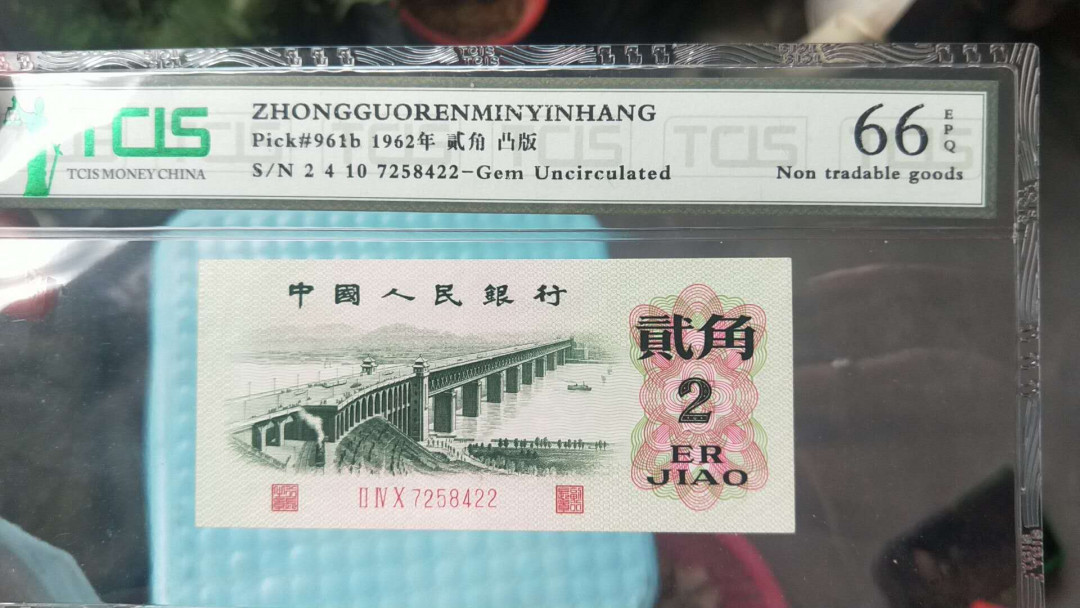 TCIS
TCIS MONEY CHINA
ZHONGGUORENMINYINHANG
Pick#961b 1962年 贰角 凸版
S/N 2 4 10 7258422-Gem Uncirculated
66 EPQ
Non tradable goods
中國人民銀行
貳角
2
ER
JIAO
II IV X 7258422